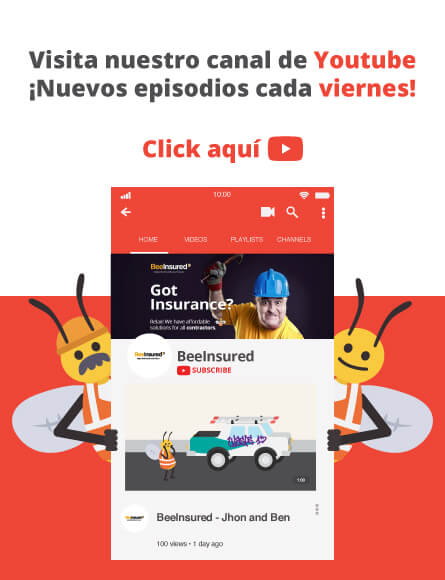 Visita nuestro canal de Youtube
¡Nuevos episodios cada viernes!
Click aquí
10:00
HOME VIDEOS PLAYLISTS CHANNELS
BeeInsured
Got
Insurance?
Relax! We have affordable
solutions for all contractors.
BeeInsured
BeeInsured
SUBSCRIBE
1:00
BeeInsured
BeeInsured - Jhon and Ben
100 views • 1 day ago